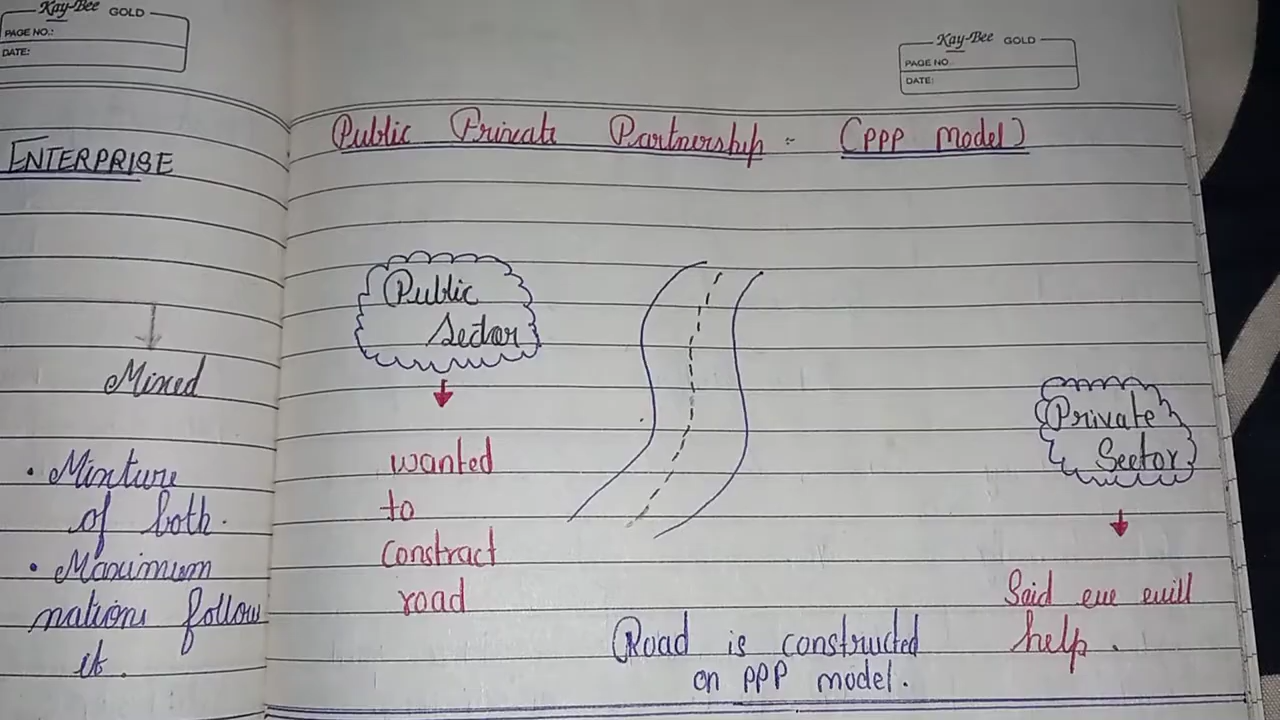 Kay-Bee GOLD
PAGE NO.:
DATE:
ENTERPRISE
Mixed
• Mixture
of both.
• Maximum
nations follow
it.
Kay-Bee GOLD
PAGE NO.
DATE:
Public Private Partnership - (PPP model)
Public
Sector
wanted
to
constract
road
Private
Sector
Said we will
help.
Road is constructed
on PPP model.